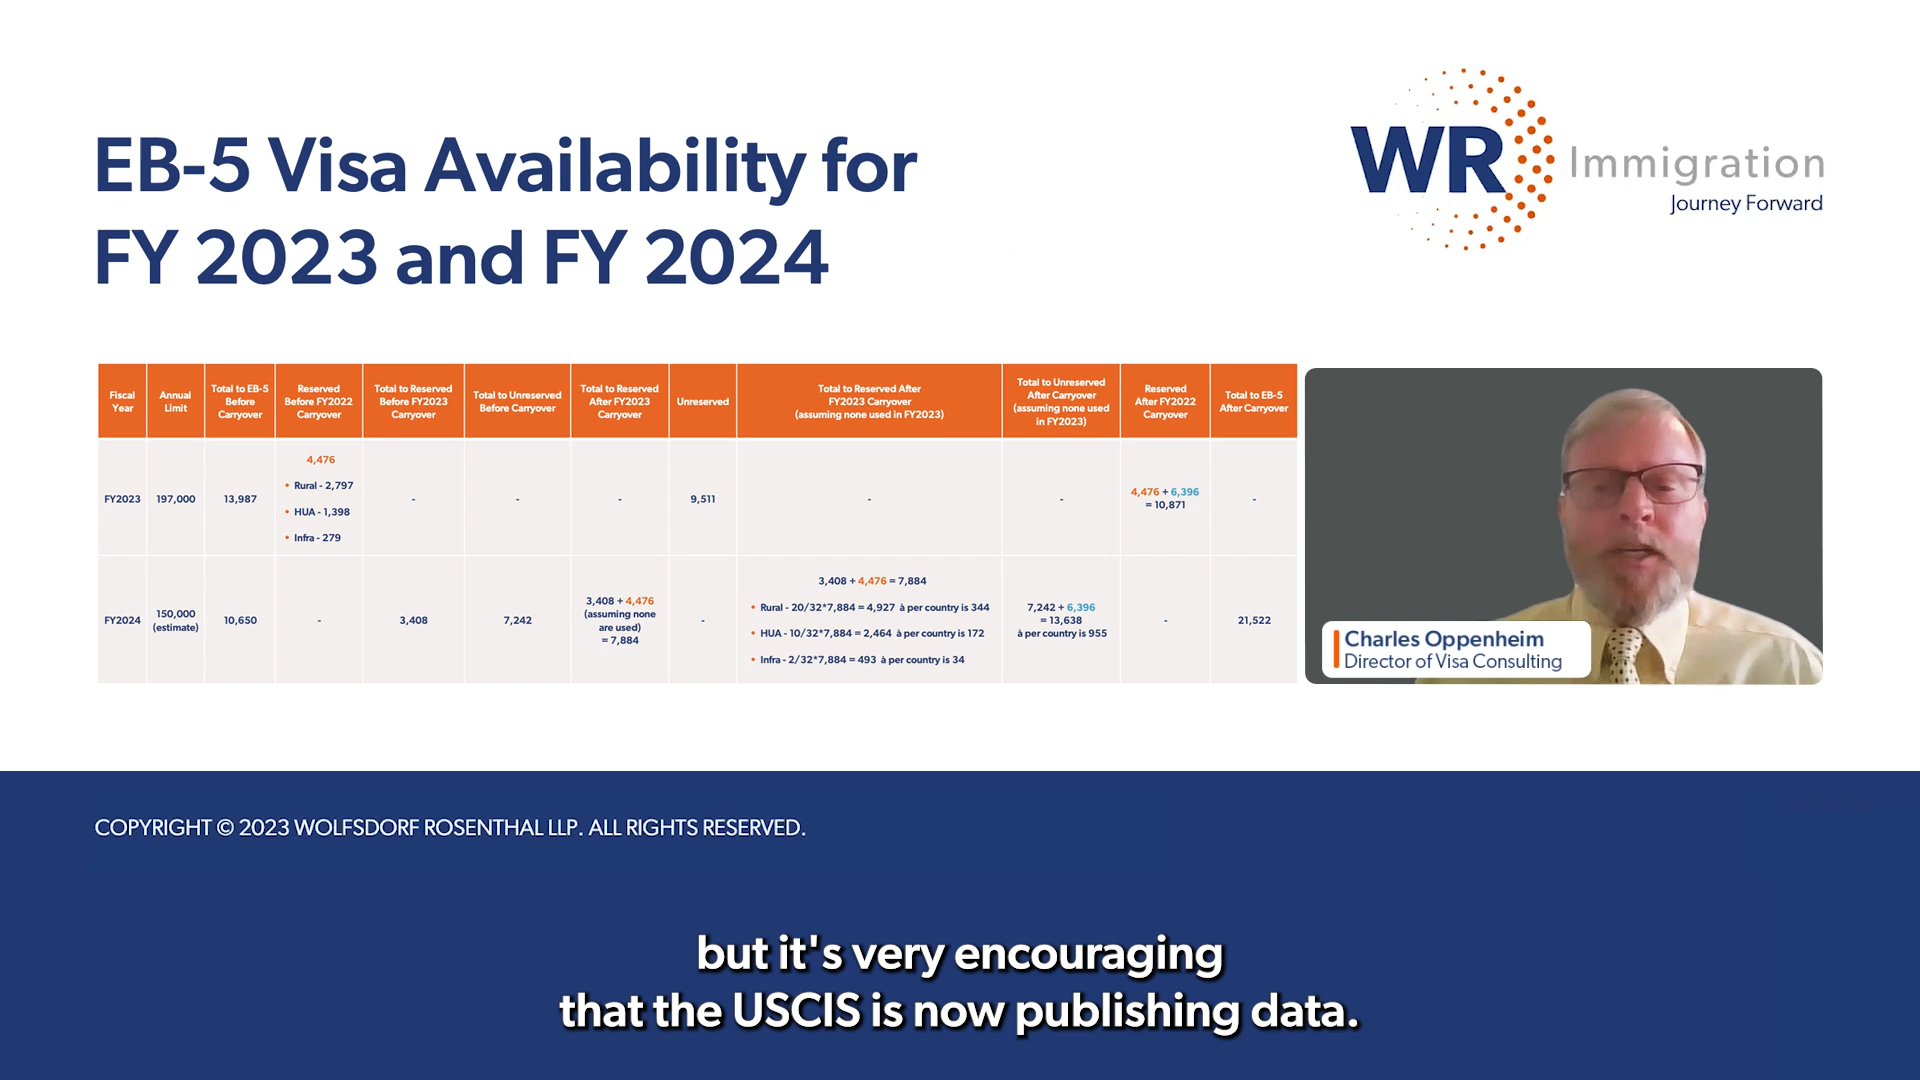 EB-5 Visa Availability for
FY 2023 and FY 2024
WR Immigration
Journey Forward
Fiscal
Year
Annual
Limit
Total to EB-5
Before
Carryover
Reserved
Before FY2022
Carryover
Total to Reserved
Before FY2023
Carryover
Total to Unreserved
Before Carryover
Total to Reserved
After FY2023
Carryover
Unreserved
Total to Reserved After
FY2023 Carryover
(assuming none used in FY2023)
Total to Unreserved
After Carryover
(assuming none used
in FY2023)
Reserved
After FY2022
Carryover
Total to EB-5
After Carryover
FY2023
197,000
13,987
4,476
• Rural - 2,797
• HUA - 1,398
• Infra - 279
-
-
-
9,511
-
-
4,476 + 6,396
= 10,871
-
FY2024
150,000
(estimate)
10,650
-
3,408
7,242
3,408 + 4,476
(assuming none
are used)
= 7,884
-
3,408 + 4,476 = 7,884
• Rural - 20/32*7,884 = 4,927 à per country is 344
• HUA - 10/32*7,884 = 2,464 à per country is 172
• Infra - 2/32*7,884 = 493 à per country is 34
7,242 + 6,396
= 13,638
à per country is 955
-
21,522
Charles Oppenheim
Director of Visa Consulting
COPYRIGHT © 2023 WOLFSDORF ROSENTHAL LLP. ALL RIGHTS RESERVED.
but it's very encouraging
that the USCIS is now publishing data.